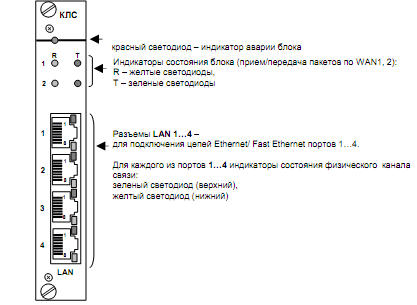 КЛС
красный светодиод – индикатор аварии блока
R T
1
2
Индикаторы состояния блока (прием/передача пакетов по WAN1, 2):
R – желтые светодиоды,
T – зеленые светодиоды
1
2
3
4
Разъемы LAN 1…4 –
для подключения цепей Ethernet/ Fast Ethernet портов 1…4.
Для каждого из портов 1…4 индикаторы состояния физического канала
связи:
зеленый светодиод (верхний),
желтый светодиод (нижний)
LAN